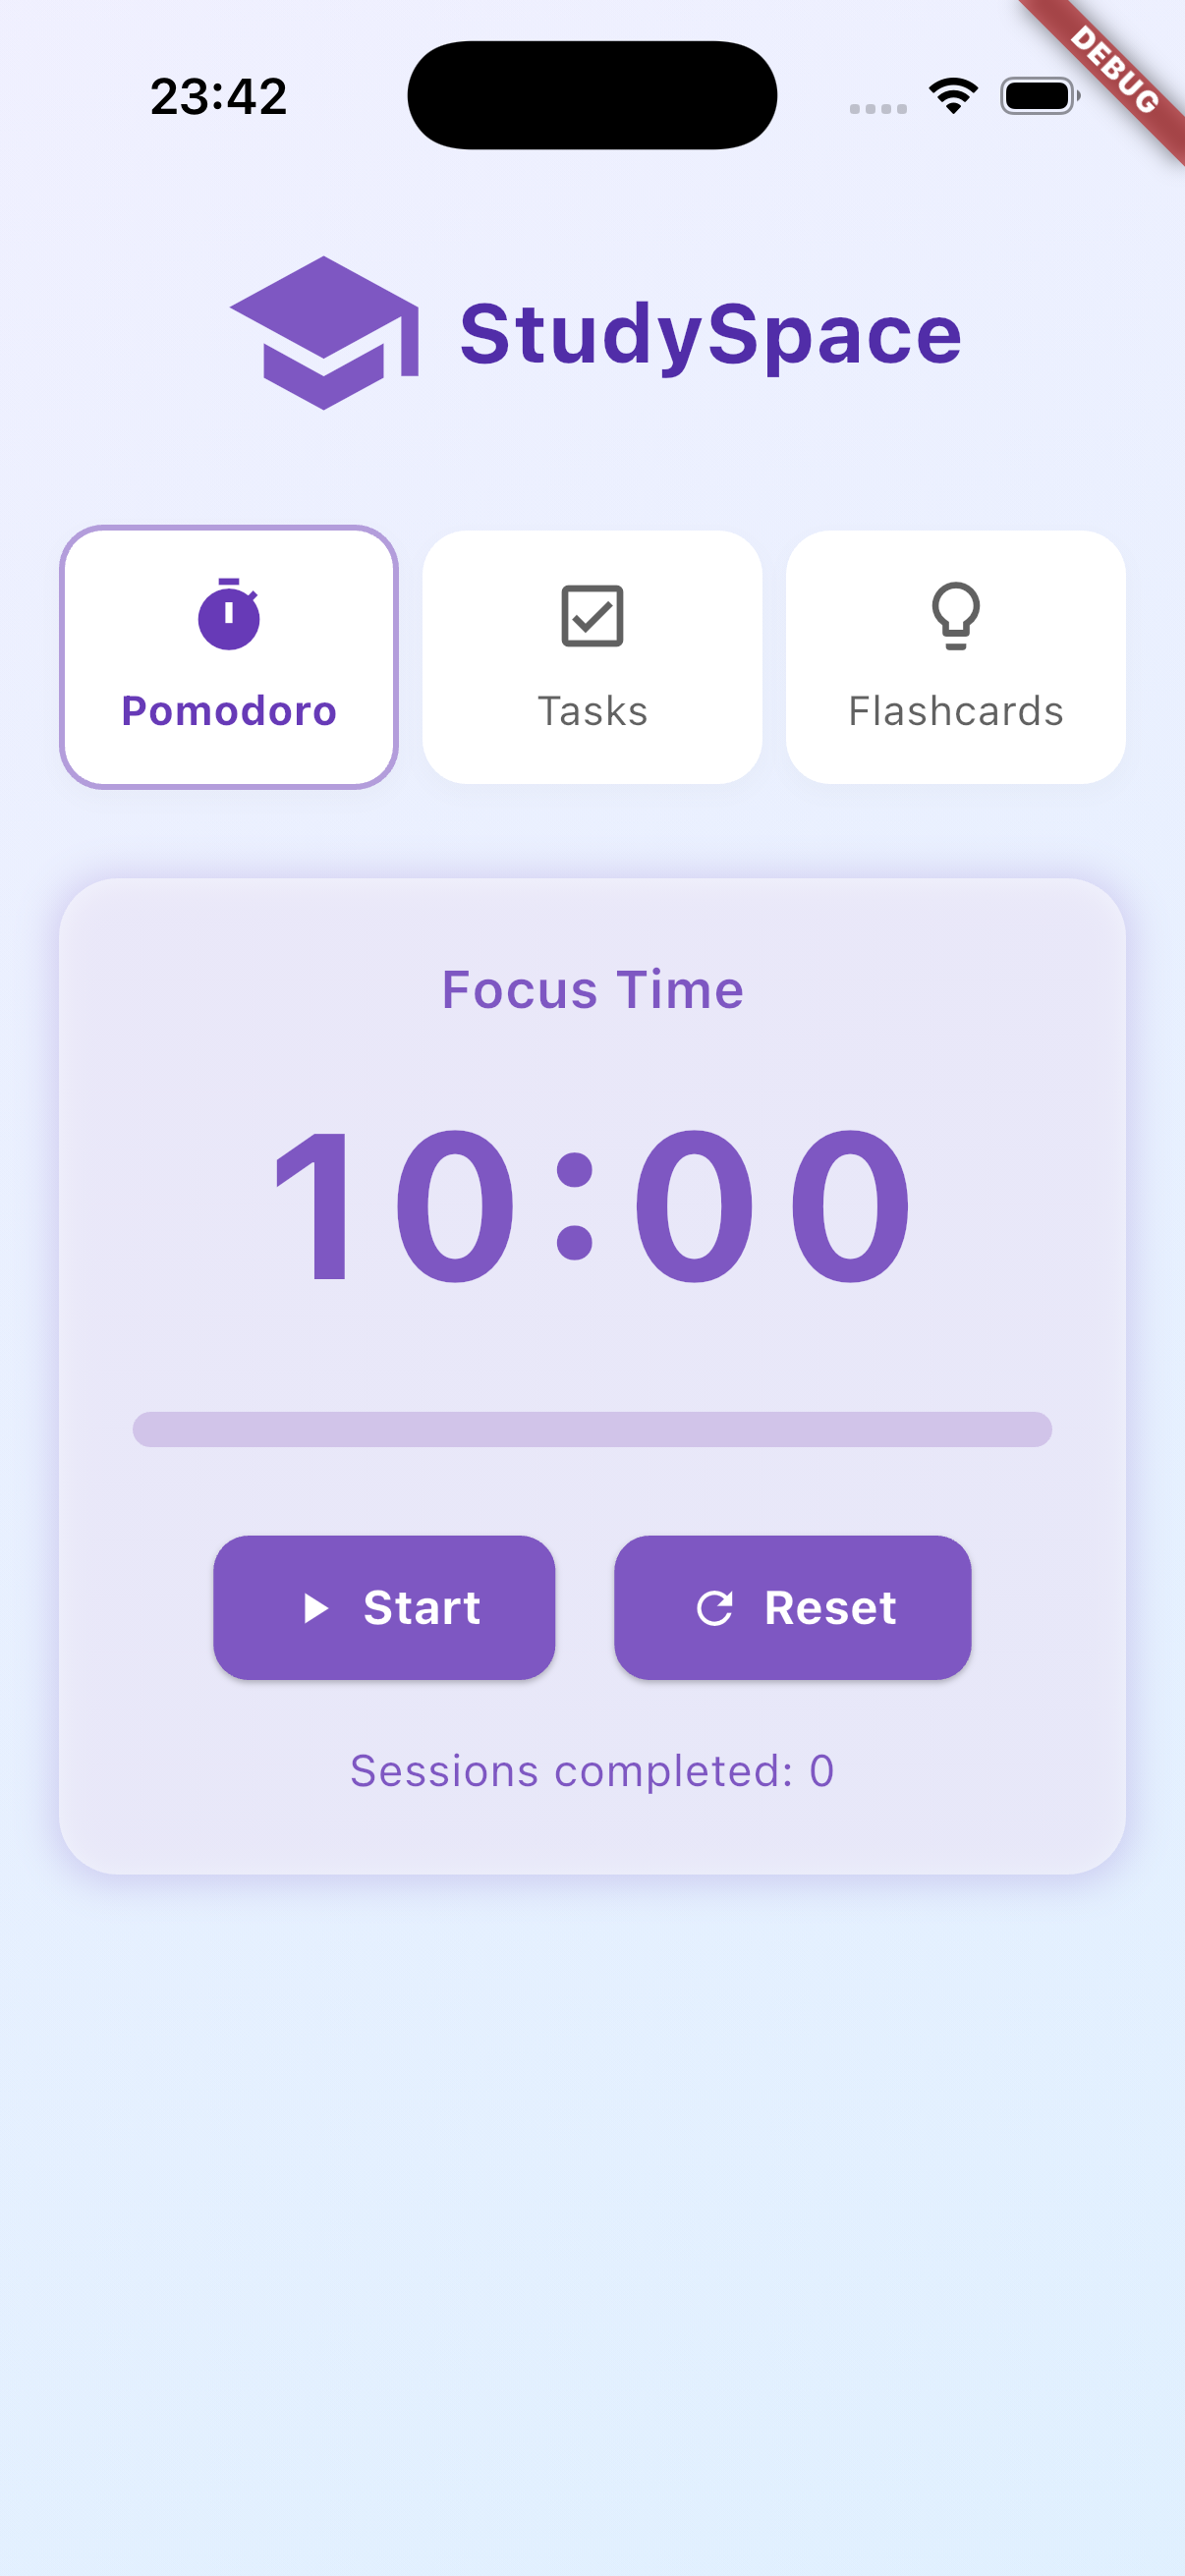 23:42
DEBUG
StudySpace
Pomodoro
Tasks
Flashcards
Focus Time
10:00
Start
Reset
Sessions completed: 0